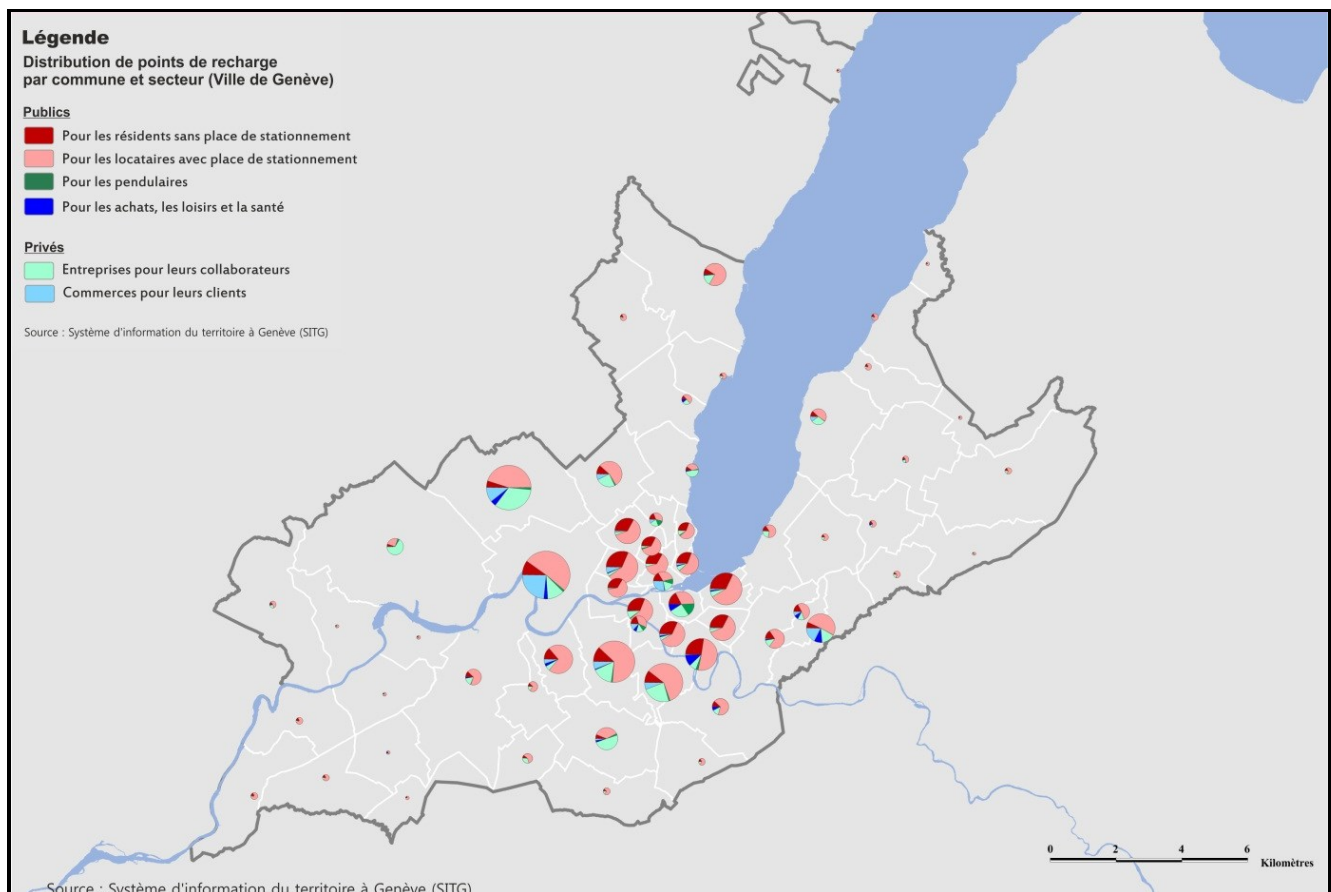 Légende
Distribution de points de recharge
par commune et secteur (Ville de Genève)
Publics
Pour les résidents sans place de stationnement
Pour les locataires avec place de stationnement
Pour les pendulaires
Pour les achats, les loisirs et la santé
Privés
Entreprises pour leurs collaborateurs
Commerces pour leurs clients
Source : Système d'information du territoire à Genève (SITG)
0 2 4 6
Kilomètres
Source : Système d'information du territoire à Genève (SITG)